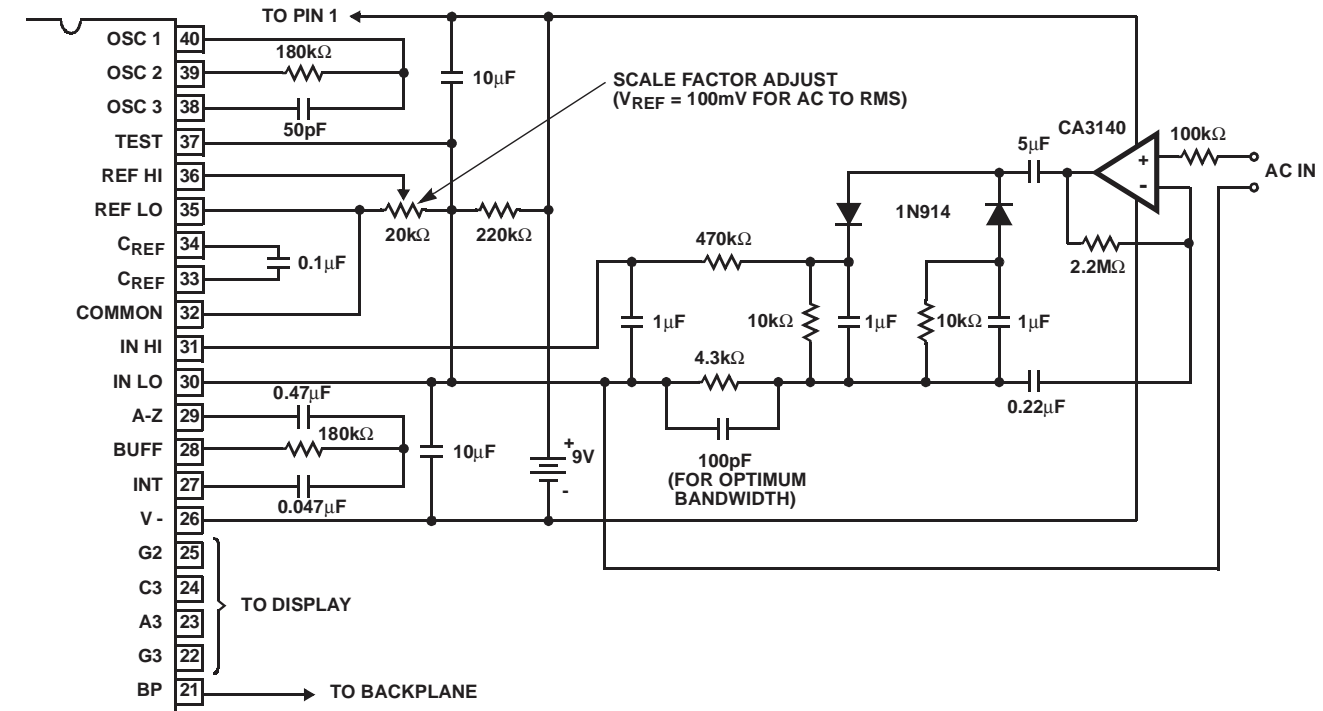 TO PIN 1
OSC 1 40
180kΩ
OSC 2 39
OSC 3 38
50pF
TEST 37
REF HI 36
REF LO 35
20kΩ
220kΩ
10µF
SCALE FACTOR ADJUST
(VREF = 100mV FOR AC TO RMS)
CREF 34
0.1µF
CREF 33
COMMON 32
IN HI 31
IN LO 30
0.47µF
A-Z 29
180kΩ
BUFF 28
INT 27
0.047µF
V - 26
G2 25
C3 24
A3 23
G3 22
TO DISPLAY
BP 21
TO BACKPLANE
10µF
+
9V
-
CA3140
100kΩ
+
-
AC IN
5µF
1N914
2.2MΩ
470kΩ
1µF
10kΩ
1µF
10kΩ
1µF
4.3kΩ
0.22µF
100pF
(FOR OPTIMUM
BANDWIDTH)